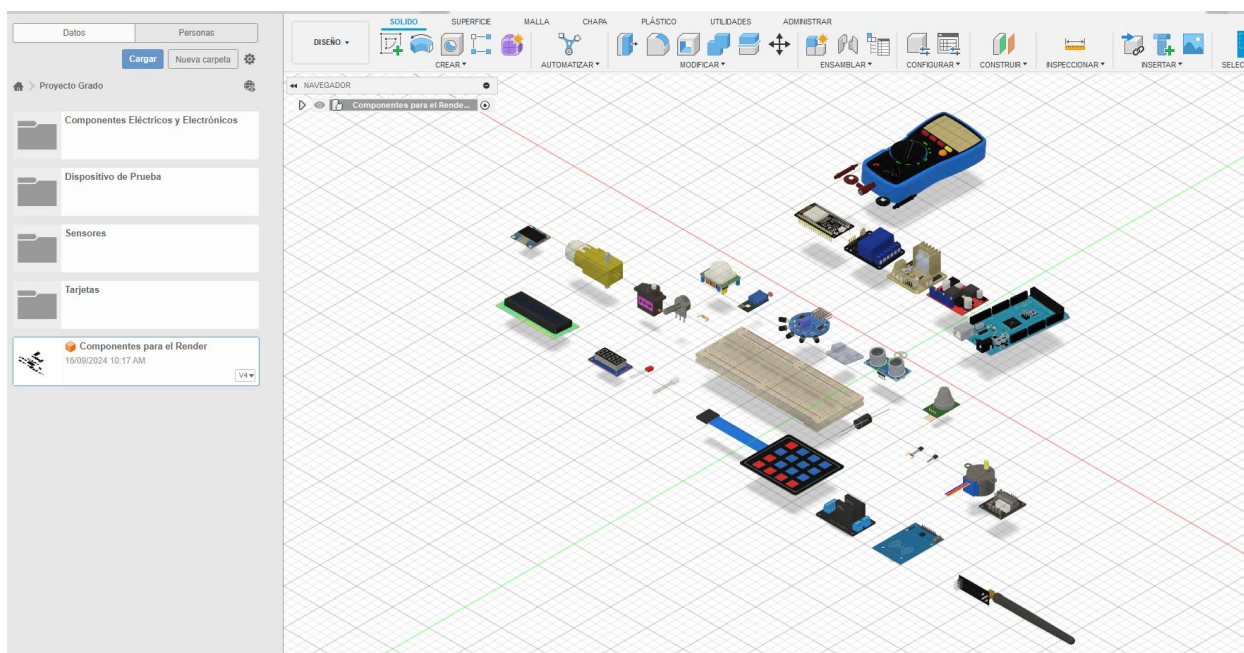 Datos
Personas
Cargar
Nueva carpeta
Proyecto Grado
Componentes Eléctricos y Electrónicos
Dispositivo de Prueba
Sensores
Tarjetas
Componentes para el Render
16/09/2024 10:17 AM
V4
DISEÑO
SOLIDO
SUPERFICIE
MALLA
CHAPA
PLÁSTICO
UTILIDADES
ADMINISTRAR
CREAR
AUTOMATIZAR
MODIFICAR
ENSAMBLAR
CONFIGURAR
CONSTRUIR
INSPECCIONAR
INSERTAR
SELEC
NAVEGADOR
Componentes para el Rende...